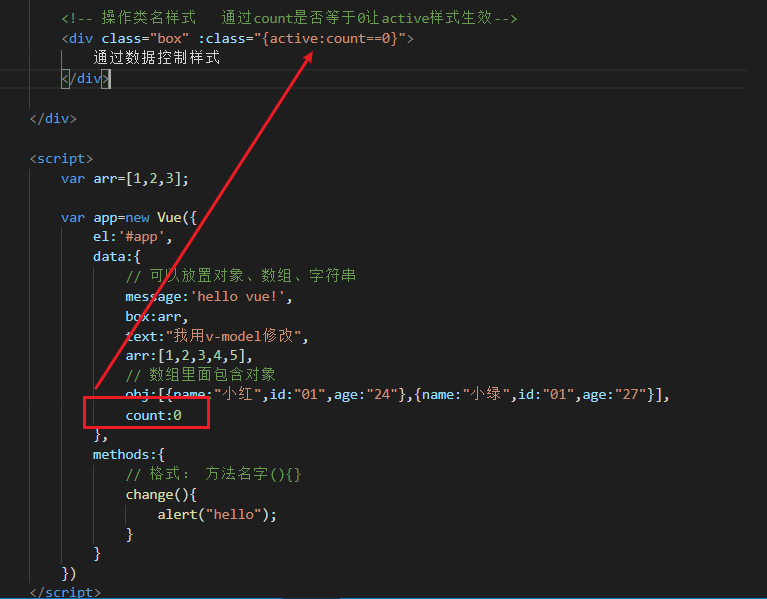 <!-- 操作类名样式   通过count是否等于0让active样式生效-->
<div class="box" :class="{active:count==0}">
通过数据控制样式
</div>
</div>
<script>
var arr=[1,2,3];
var app=new Vue({
el:'#app',
data:{
// 可以放置对象、数组、字符串
message:'hello vue!',
box:arr,
text:"我用v-model修改",
arr:[1,2,3,4,5],
// 数组里面包含对象
obj:[{name:"小红",id:"01",age:"24"},{name:"小绿",id:"01",age:"27"}],
count:0
},
methods:{
// 格式： 方法名字(){}
change(){
alert("hello");
}
}
})
</script>